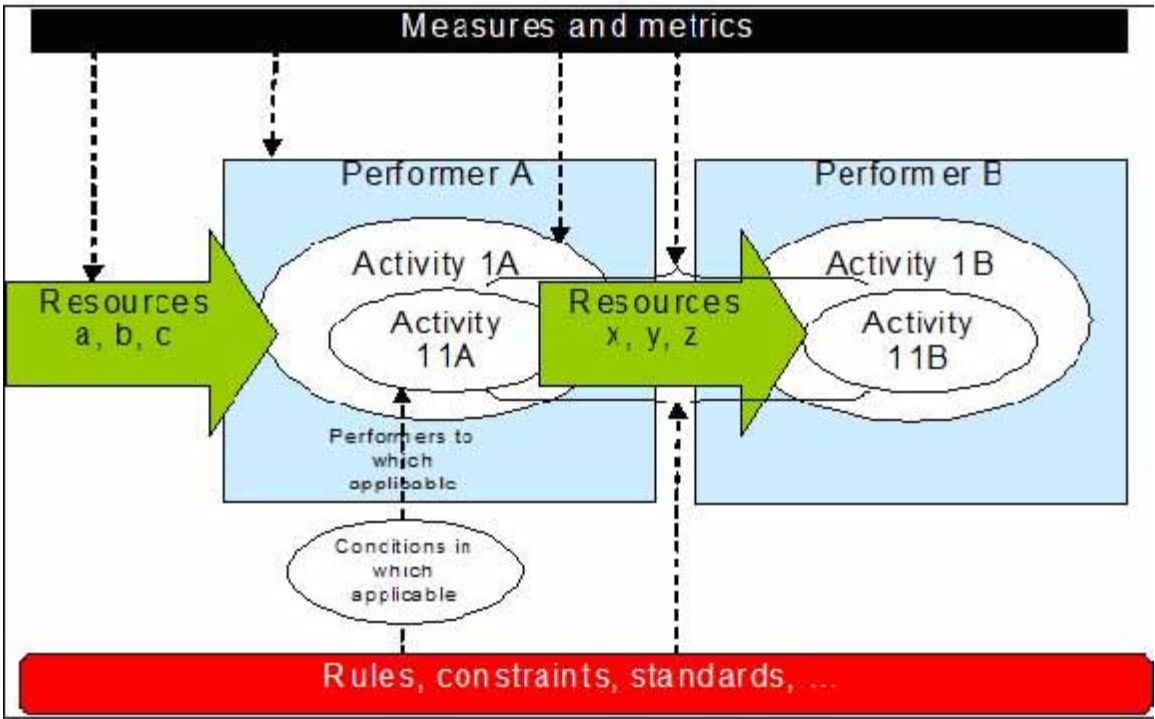 Measures and metrics
Performer A
Performer B
Activity 1A
Activity 1B
Resources
a, b, c
Activity
11A
Resources
x, y, z
Activity
11B
Performers to
which
applicable
Conditions in
which
applicable
Rules, constraints, standards, ...